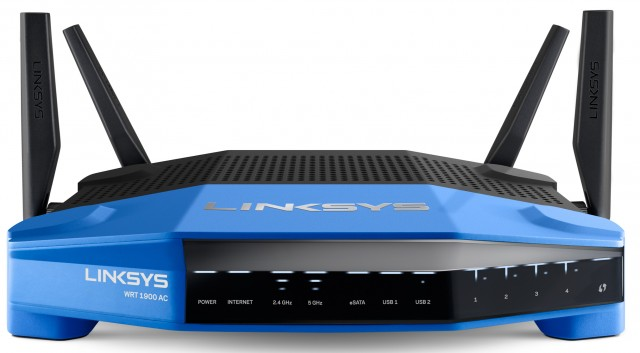 LINKSYS
LINKSYS
LINKSYS
LINKSYS
WRT 1900 AC
POWER INTERNET 2.4 GHz 5 GHz eSATA USB 1 USB 2 1 2 3 4